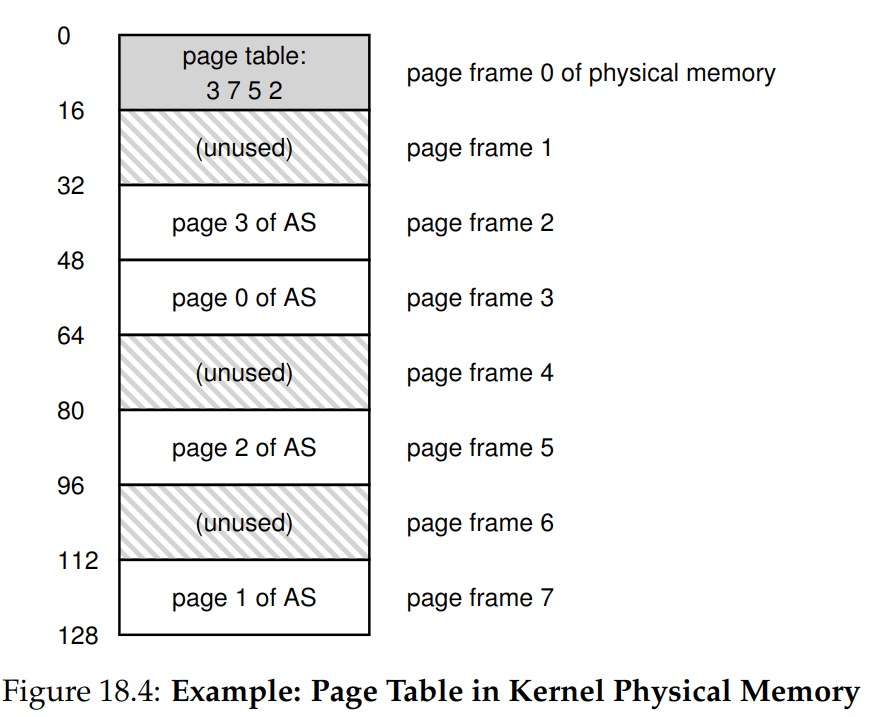 0
page table:
3 7 5 2
page frame 0 of physical memory
16
(unused)
page frame 1
32
page 3 of AS
page frame 2
48
page 0 of AS
page frame 3
64
(unused)
page frame 4
80
page 2 of AS
page frame 5
96
(unused)
page frame 6
112
page 1 of AS
page frame 7
128
Figure 18.4: Example: Page Table in Kernel Physical Memory